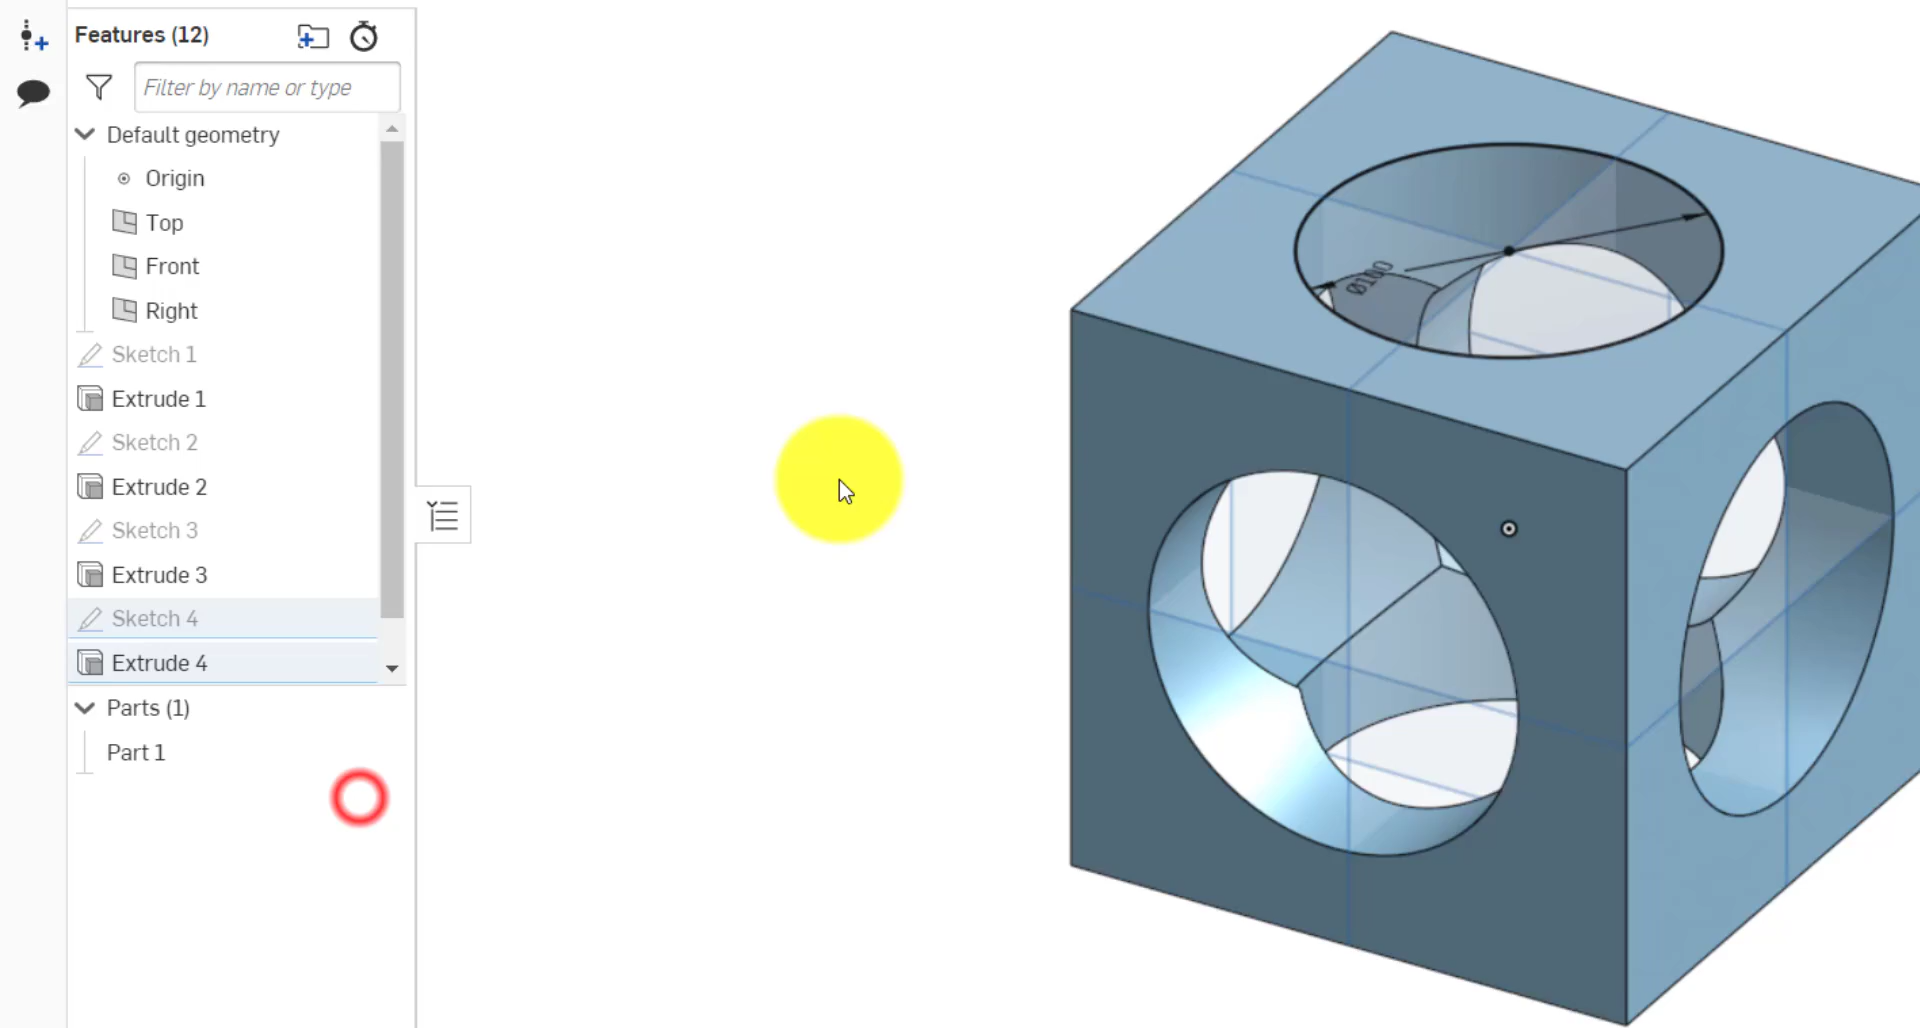 Features (12)
Filter by name or type
Default geometry
Origin
Top
Front
Right
Sketch 1
Extrude 1
Sketch 2
Extrude 2
Sketch 3
Extrude 3
Sketch 4
Extrude 4
Parts (1)
Part 1
Ø100